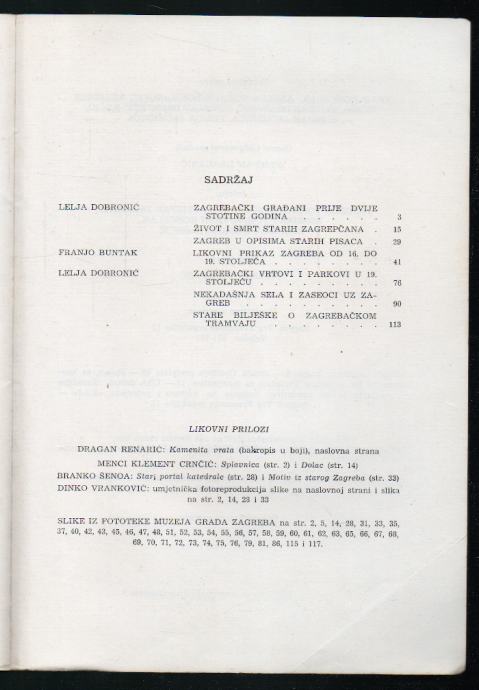 SADRŽAJ
LELJA DOBRONIĆ ZAGREBAČKI GRAĐANI PRIJE DVIJE
STOTINE GODINA . . . . . . 3
ŽIVOT I SMRT STARIH ZAGREPČANA . 15
ZAGREB U OPISIMA STARIH PISACA . 29
FRANJO BUNTAK LIKOVNI PRIKAZ ZAGREBA OD 16. DO
19. STOLJEĆA . . . . . . . . 41
LELJA DOBRONIĆ ZAGREBAČKI VRTOVI I PARKOVI U 19.
STOLJEĆU . . . . . . . . . 76
NEKADAŠNJA SELA I ZASEOCI UZ ZA-
GREB . . . . . . . . . . 90
STARE BILJEŠKE O ZAGREBAČKOM
TRAMVAJU . . . . . . . . . 113
LIKOVNI PRILOZI
DRAGAN RENARIĆ: Kamenita vrata (bakropis u boji), naslovna strana
MENCI KLEMENT CRNČIĆ: Splavnica (str. 2) i Dolac (str. 14)
BRANKO ŠENOA: Stari portal katedrale (str. 28) i Motiv iz starog Zagreba (str. 33)
DINKO VRANKOVIĆ: umjetnička fotoreprodukcija slike na naslovnoj strani i slika
na str. 2, 14, 28 i 33
SLIKE IZ FOTOTEKE MUZEJA GRADA ZAGREBA na str. 2, 5, 14, 28, 31, 33, 35,
37, 40, 42, 43, 45, 46, 47, 48, 51, 52, 53, 54, 55, 56, 57, 58, 59, 60, 61, 62, 63, 65, 66, 67, 68,
69, 70, 71, 72, 73, 74, 75, 76, 79, 81, 86, 115 i 117.